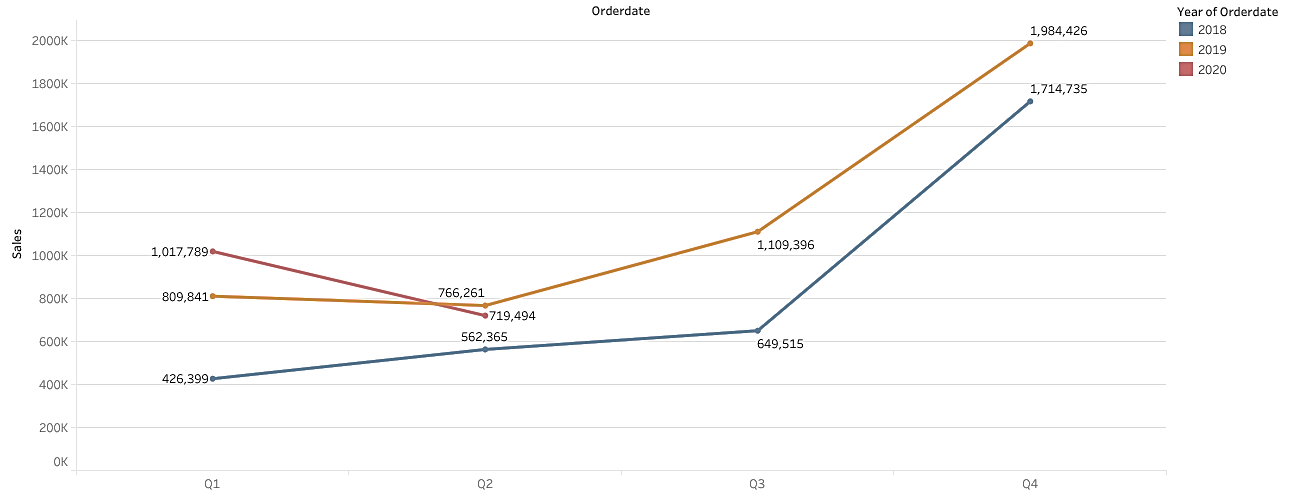 Orderdate
Year of Orderdate
2018
2019
2020
Sales
2000K
1800K
1600K
1400K
1200K
1000K
800K
600K
400K
200K
0K
1,984,426
1,714,735
1,109,396
1,017,789
809,841
766,261
719,494
562,365
649,515
426,399
Q1
Q2
Q3
Q4